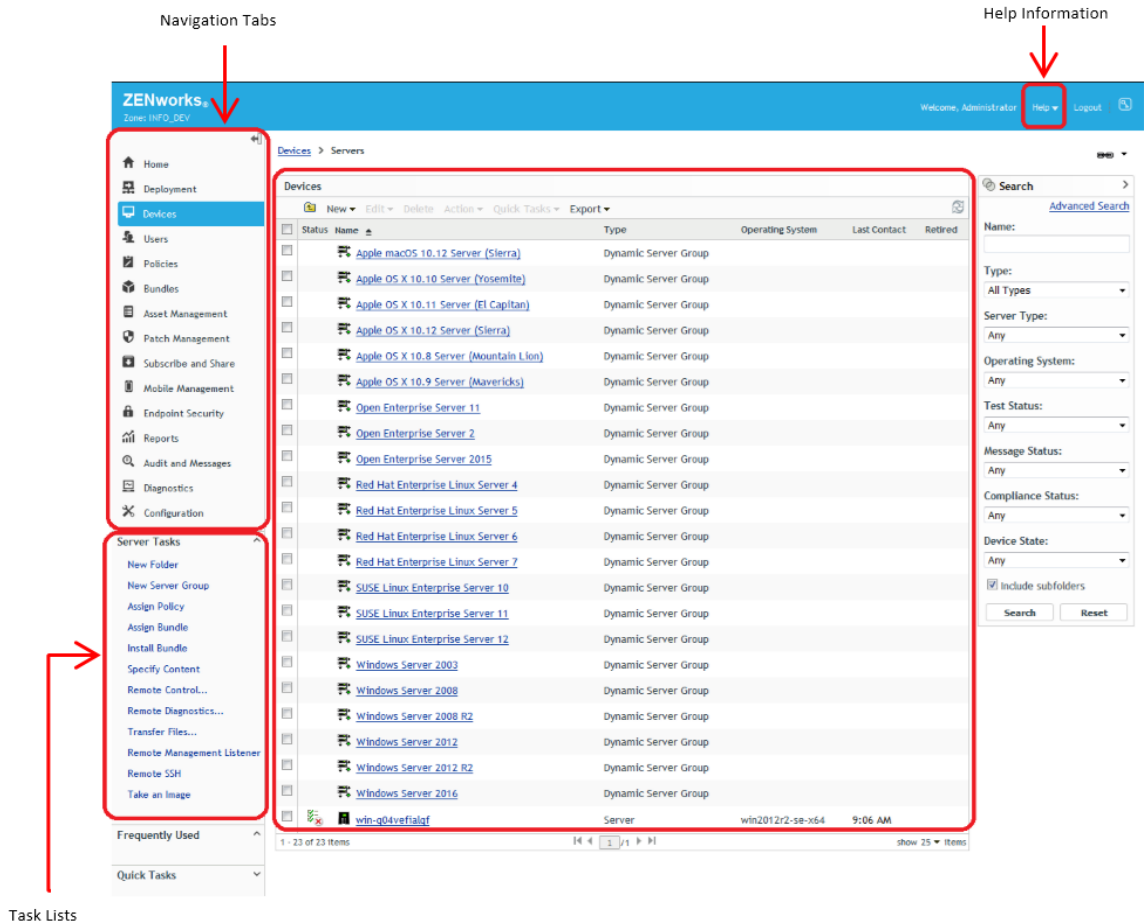 Navigation Tabs
Help Information
ZENworks®
Zone: INFO_DEV
Welcome, Administrator Help Logout
Home
Deployment
Devices
Users
Policies
Bundles
Asset Management
Patch Management
Subscribe and Share
Mobile Management
Endpoint Security
Reports
Audit and Messages
Diagnostics
Configuration
Server Tasks
New Folder
New Server Group
Assign Policy
Assign Bundle
Install Bundle
Specify Content
Remote Control...
Remote Diagnostics...
Transfer Files...
Remote Management Listener
Remote SSH
Take an Image
Frequently Used
Quick Tasks
Task Lists
Devices > Servers
Devices
New Edit Delete Action Quick Tasks Export
Status Name Type Operating System Last Contact Retired
Apple macOS 10.12 Server (Sierra) Dynamic Server Group
Apple OS X 10.10 Server (Yosemite) Dynamic Server Group
Apple OS X 10.11 Server (El Capitan) Dynamic Server Group
Apple OS X 10.12 Server (Sierra) Dynamic Server Group
Apple OS X 10.8 Server (Mountain Lion) Dynamic Server Group
Apple OS X 10.9 Server (Mavericks) Dynamic Server Group
Open Enterprise Server 11 Dynamic Server Group
Open Enterprise Server 2 Dynamic Server Group
Open Enterprise Server 2015 Dynamic Server Group
Red Hat Enterprise Linux Server 4 Dynamic Server Group
Red Hat Enterprise Linux Server 5 Dynamic Server Group
Red Hat Enterprise Linux Server 6 Dynamic Server Group
Red Hat Enterprise Linux Server 7 Dynamic Server Group
SUSE Linux Enterprise Server 10 Dynamic Server Group
SUSE Linux Enterprise Server 11 Dynamic Server Group
SUSE Linux Enterprise Server 12 Dynamic Server Group
Windows Server 2003 Dynamic Server Group
Windows Server 2008 Dynamic Server Group
Windows Server 2008 R2 Dynamic Server Group
Windows Server 2012 Dynamic Server Group
Windows Server 2012 R2 Dynamic Server Group
Windows Server 2016 Dynamic Server Group
win-q04vefialgf Server win2012r2-se-x64 9:06 AM
1 - 23 of 23 items 1 /1 show 25 items
Search
Advanced Search
Name:
Type:
All Types
Server Type:
Any
Operating System:
Any
Test Status:
Any
Message Status:
Any
Compliance Status:
Any
Device State:
Any
Include subfolders
Search Reset